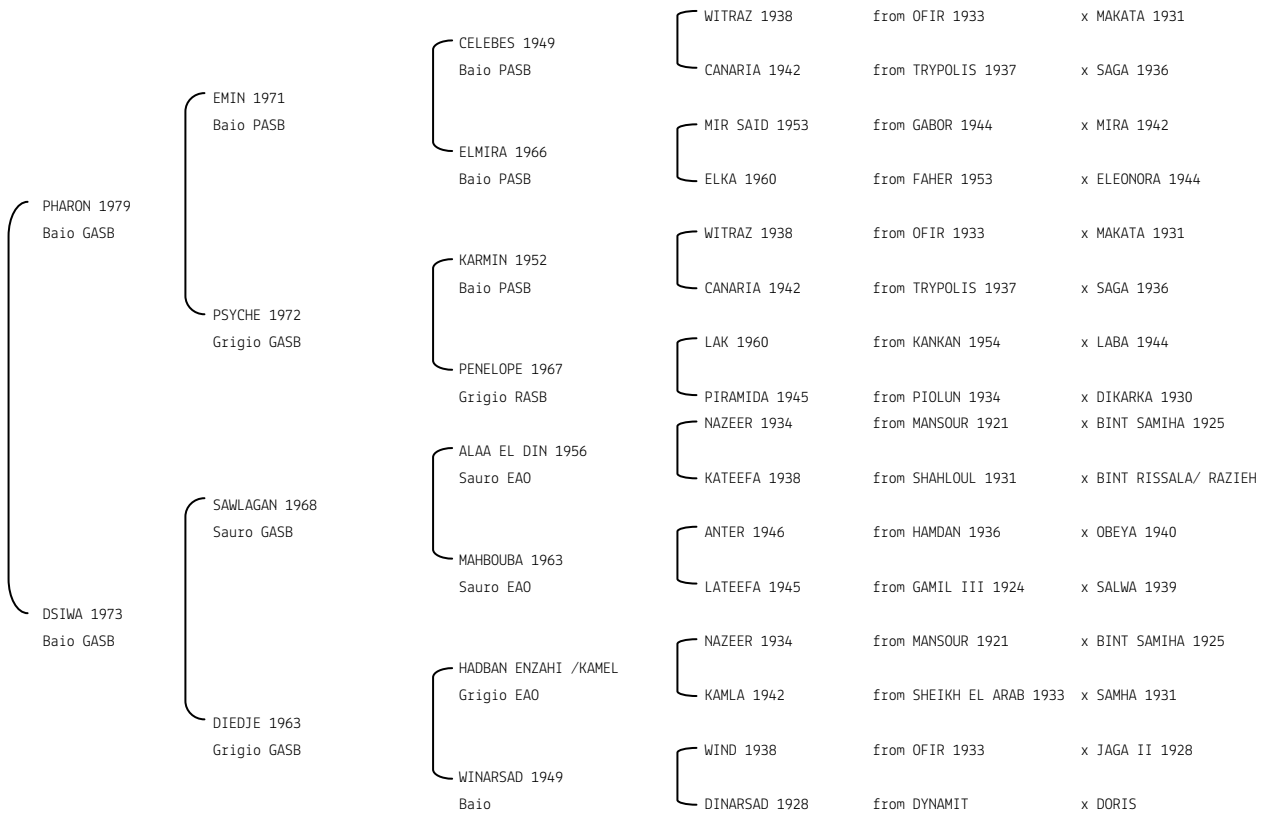 WITRAZ 1938 from OFIR 1933 x MAKATA 1931
CELEBES 1949
Baio PASB
CANARIA 1942 from TRYPOLIS 1937 x SAGA 1936
EMIN 1971
Baio PASB
MIR SAID 1953 from GABOR 1944 x MIRA 1942
ELMIRA 1966
Baio PASB
ELKA 1960 from FAHER 1953 x ELEONORA 1944
PHARON 1979
Baio GASB
WITRAZ 1938 from OFIR 1933 x MAKATA 1931
KARMIN 1952
Baio PASB
CANARIA 1942 from TRYPOLIS 1937 x SAGA 1936
PSYCHE 1972
Grigio GASB
LAK 1960 from KANKAN 1954 x LABA 1944
PENELOPE 1967
Grigio RASB
PIRAMIDA 1945 from PIOLUN 1934 x DIKARKA 1930
NAZEER 1934 from MANSOUR 1921 x BINT SAMIHA 1925
ALAA EL DIN 1956
Sauro EAO
KATEEFA 1938 from SHAHLOUL 1931 x BINT RISSALA/ RAZIEH
SAWLAGAN 1968
Sauro GASB
ANTER 1946 from HAMDAN 1936 x OBEYA 1940
MAHBOUBA 1963
Sauro EAO
LATEEFA 1945 from GAMIL III 1924 x SALWA 1939
DSIWA 1973
Baio GASB
NAZEER 1934 from MANSOUR 1921 x BINT SAMIHA 1925
HADBAN ENZAHI /KAMEL
Grigio EAO
KAMLA 1942 from SHEIKH EL ARAB 1933 x SAMHA 1931
DIEDJE 1963
Grigio GASB
WIND 1938 from OFIR 1933 x JAGA II 1928
WINARSAD 1949
Baio
DINARSAD 1928 from DYNAMIT x DORIS